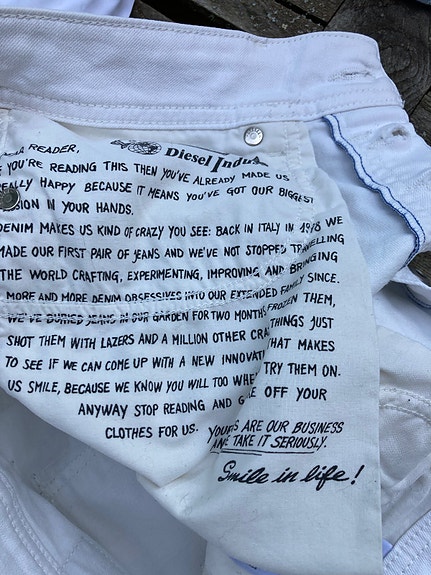 Diesel Indus
READER,
YOU'RE READING THIS THEN YOU'VE ALREADY MADE US
EALLY HAPPY BECAUSE IT MEANS YOU'VE GOT OUR BIGGEST
ION IN YOUR HANDS.
DENIM MAKES US KIND OF CRAZY YOU SEE: BACK IN ITALY IN 1978 WE
MADE OUR FIRST PAIR OF JEANS AND WE'VE NOT STOPPED TRAVELLING
THE WORLD CRAFTING, EXPERIMENTING, IMPROVING AND BRINGING
MORE AND MORE DENIM OBSESSIVES INTO OUR EXTENDED FAMILY SINCE.
WE'VE BURIED JEANS IN OUR GARDEN FOR TWO MONTHS FROZEN THEM,
SHOT THEM WITH LAZERS AND A MILLION OTHER CRA THINGS JUST
TO SEE IF WE CAN COME UP WITH A NEW INNOVATI THAT MAKES
US SMILE, BECAUSE WE KNOW YOU WILL TOO WHE TRY THEM ON.
ANYWAY STOP READING AND G E OFF YOUR
CLOTHES FOR US. YOURS ARE OUR BUSINESS
AND WE TAKE IT SERIOUSLY.
Smile in life!